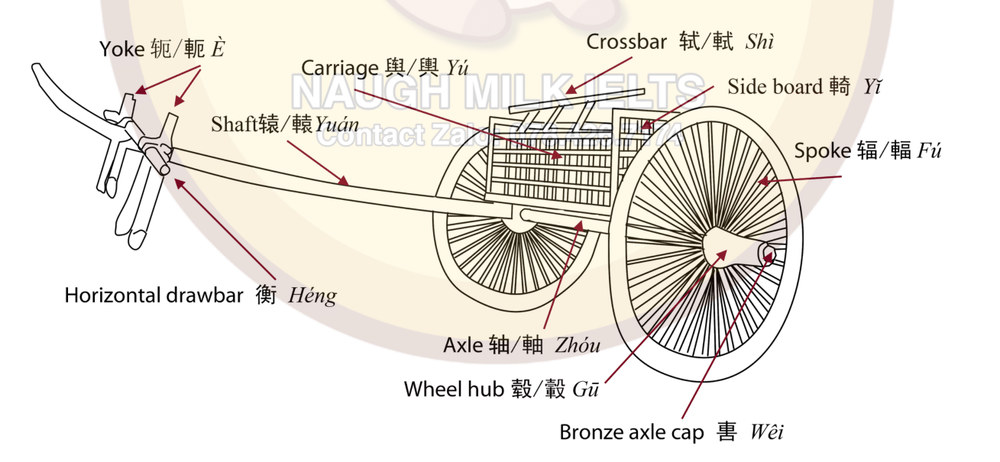 Crossbar 轼/軾 Shì
Yoke 轭/軛 È
Carriage 舆/輿 Yú
NAUGH MILK IELTS
Side board 輢 Yǐ
Shaft辕/轅Yuán
Contact Zalo
Spoke 辐/輻 Fú
Horizontal drawbar 衡 Héng
Axle 轴/軸 Zhóu
Wheel hub 毂/轂 Gū
Bronze axle cap 軎 Wêi